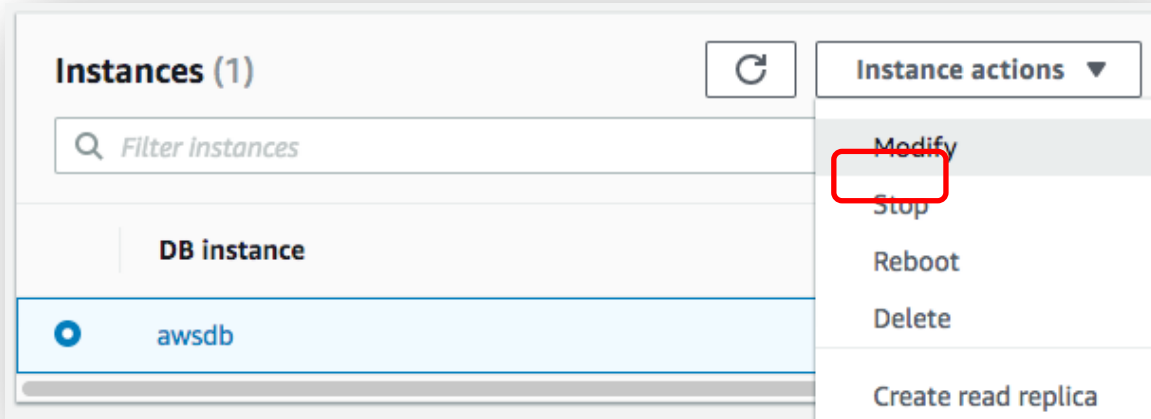 Instances (1)
Instance actions
Filter instances
Modify
Stop
DB instance
Reboot
Delete
awsdb
Create read replica